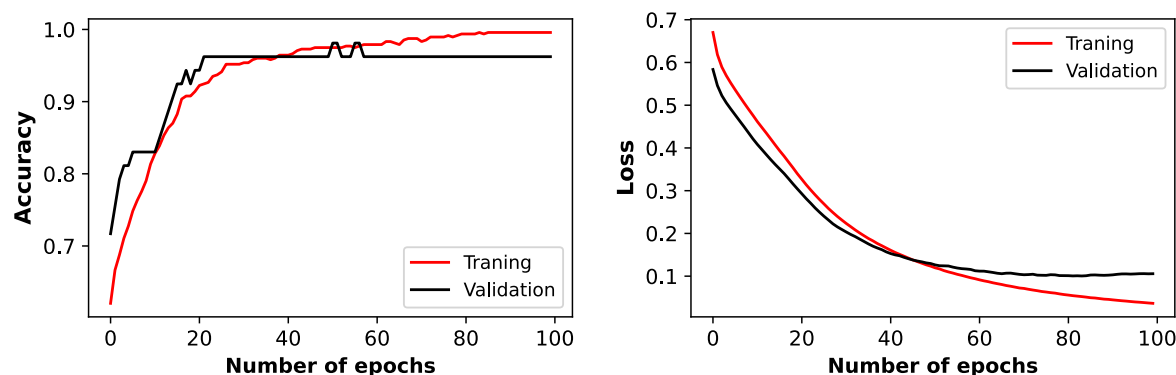 1.0
0.9
0.8
0.7
Accuracy
Traning
Validation
0 20 40 60 80 100
Number of epochs
0.7
0.6
0.5
0.4
0.3
0.2
0.1
Loss
Traning
Validation
0 20 40 60 80 100
Number of epochs